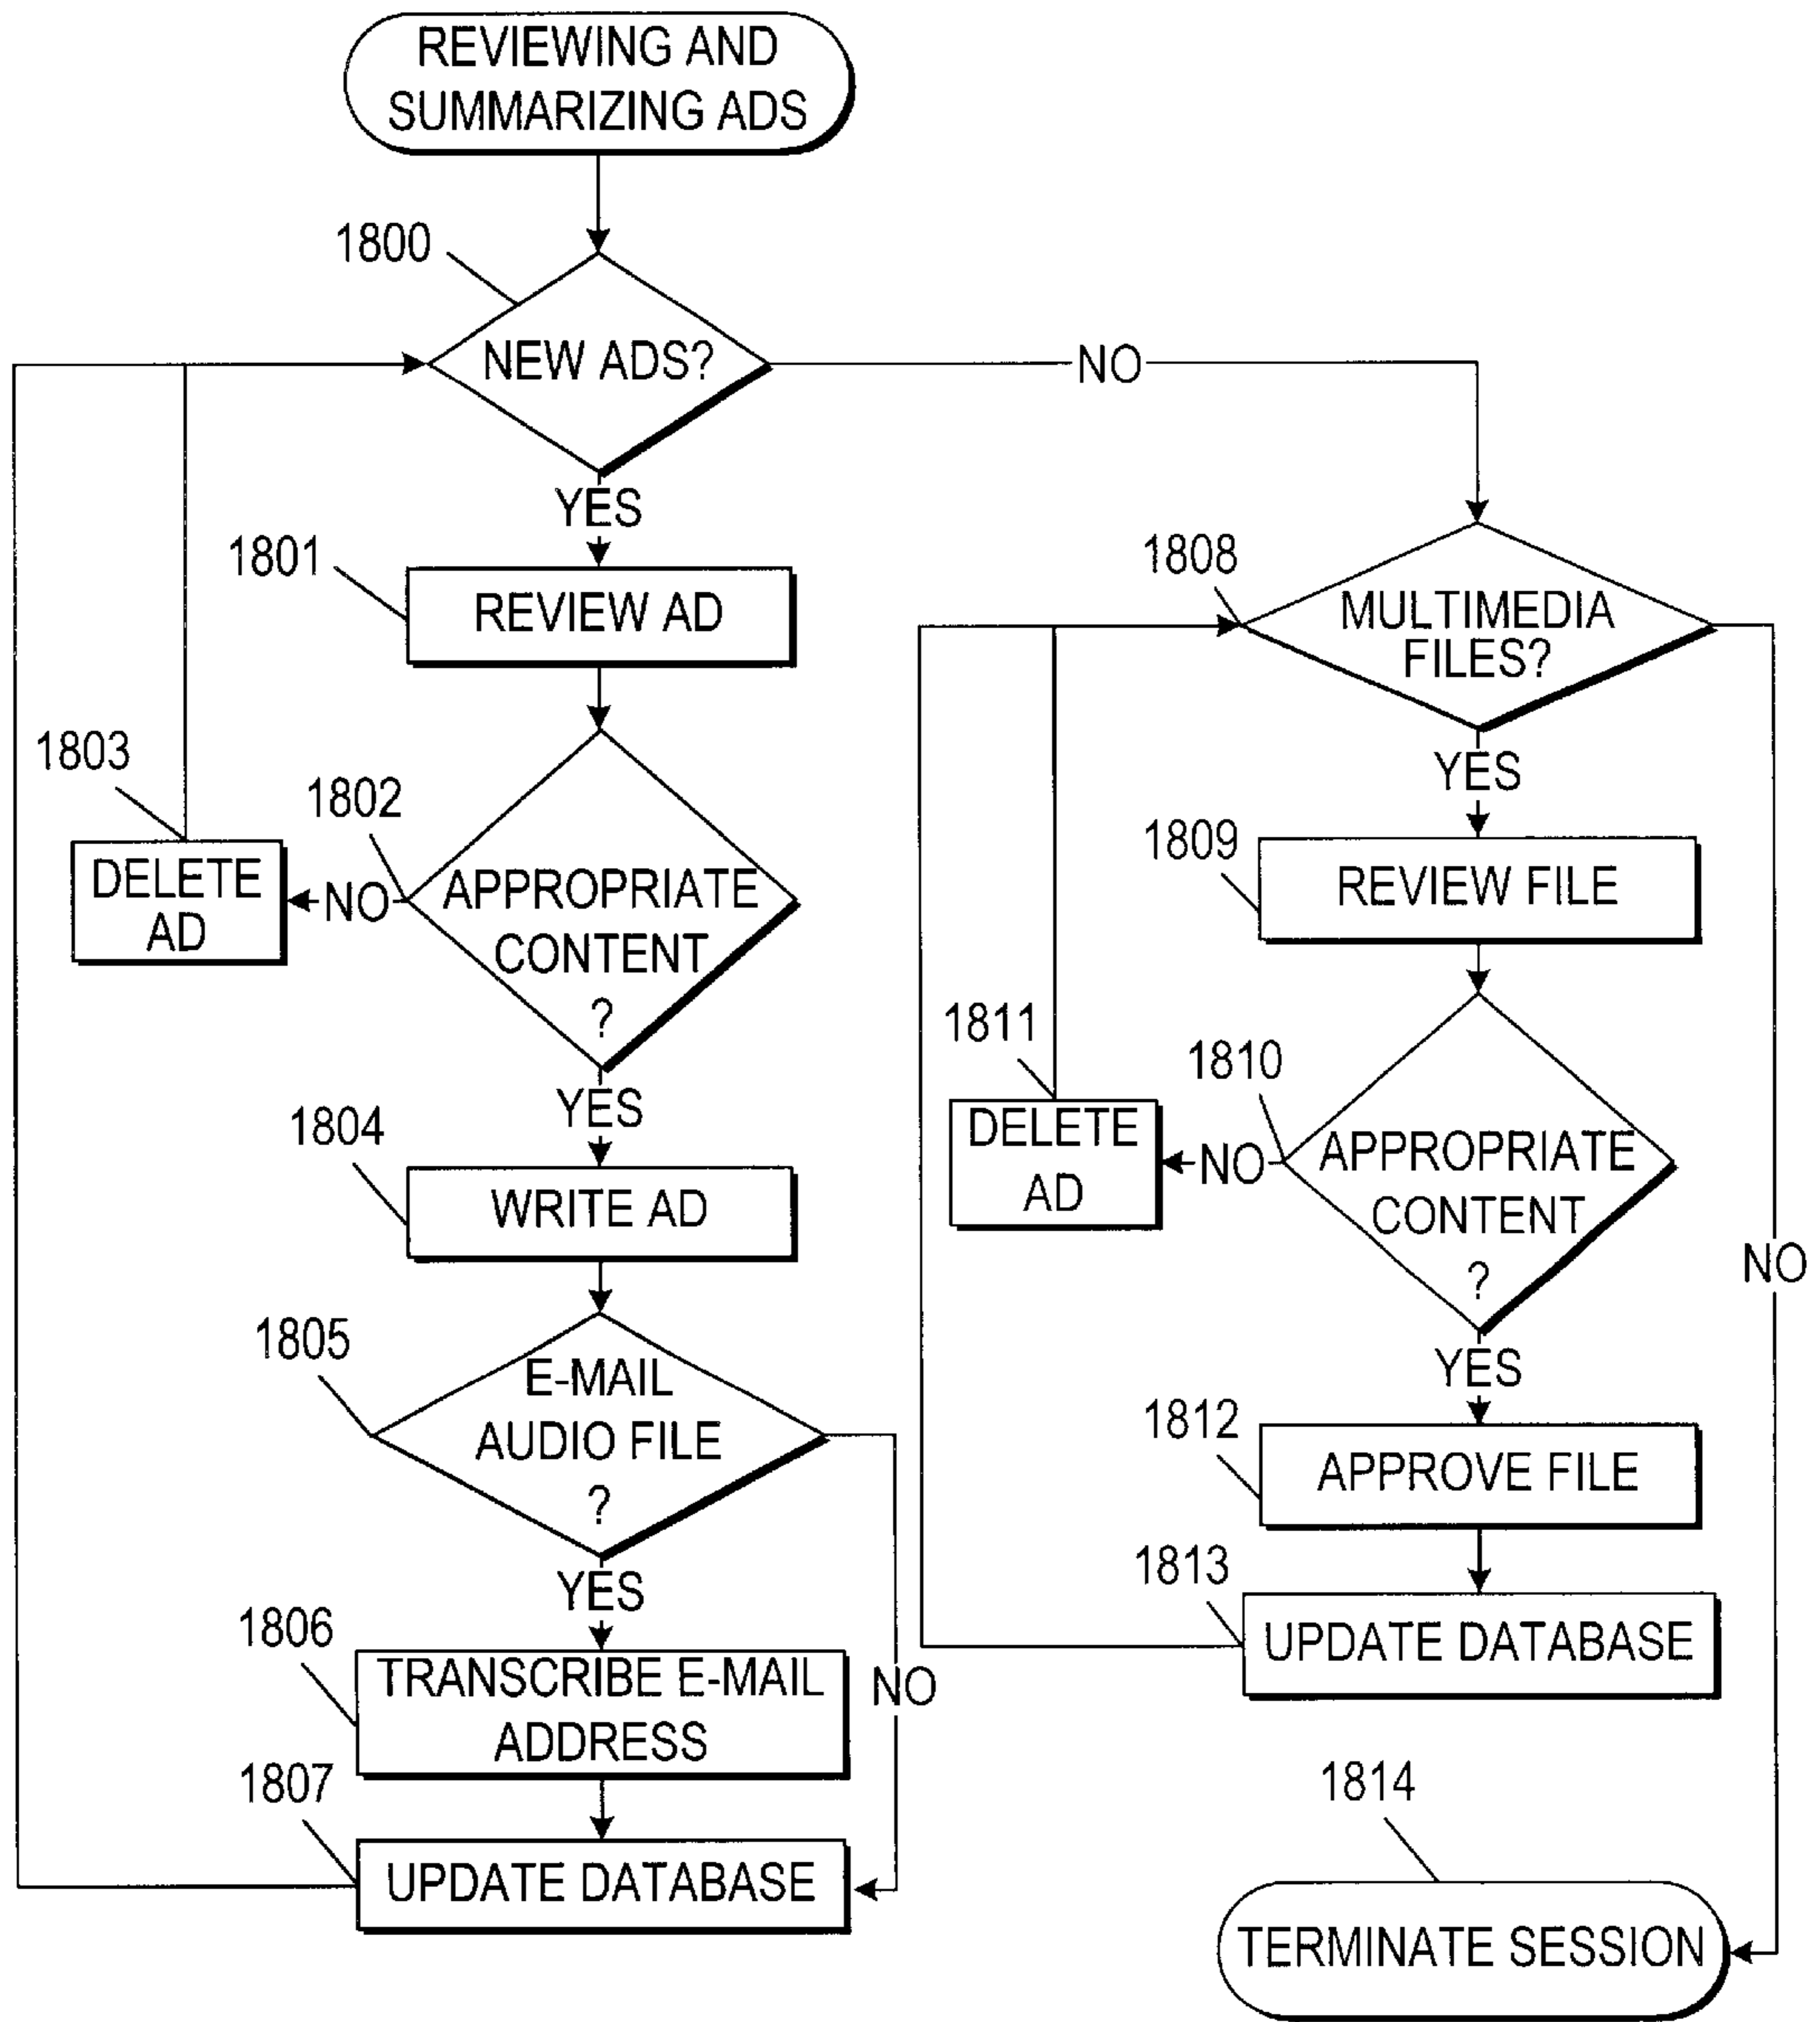 REVIEWING AND
SUMMARIZING ADS
1800
NEW ADS?
NO
YES
1801
REVIEW AD
1808
MULTIMEDIA
FILES?
1803
1802
YES
DELETE
AD
NO
APPROPRIATE
CONTENT
?
1809
REVIEW FILE
YES
1811
1810
1804
WRITE AD
DELETE
AD
NO
APPROPRIATE
CONTENT
?
NO
1805
E-MAIL
AUDIO FILE
?
YES
1812
APPROVE FILE
YES
1806
TRANSCRIBE E-MAIL
ADDRESS
NO
1813
UPDATE DATABASE
1807
UPDATE DATABASE
1814
TERMINATE SESSION